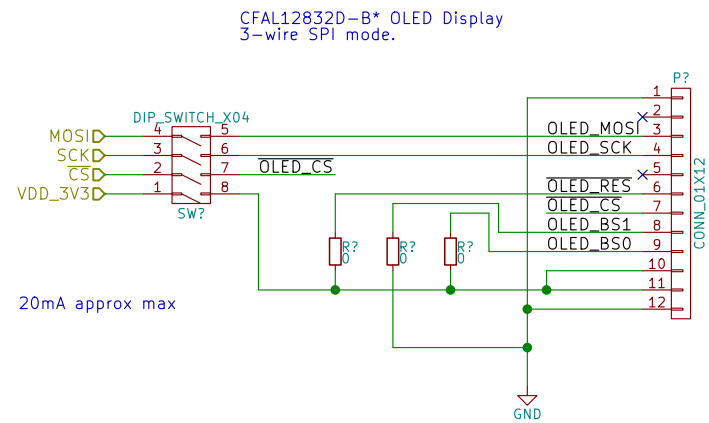 CFAL12832D-B* OLED Display
3-wire SPI mode.
P?
DIP_SWITCH_X04
MOSI 4 5 OLED_MOSI
SCK 3 6 OLED_SCK
CS 2 7 OLED_CS
VDD_3V3 1 8 OLED_RES
SW? OLED_CS
OLED_BS1
OLED_BS0
R? R? R?
0 0 0
1
2
3
4
5
6
7
8
9
10
11
12
CONN_01X12
20mA approx max
GND